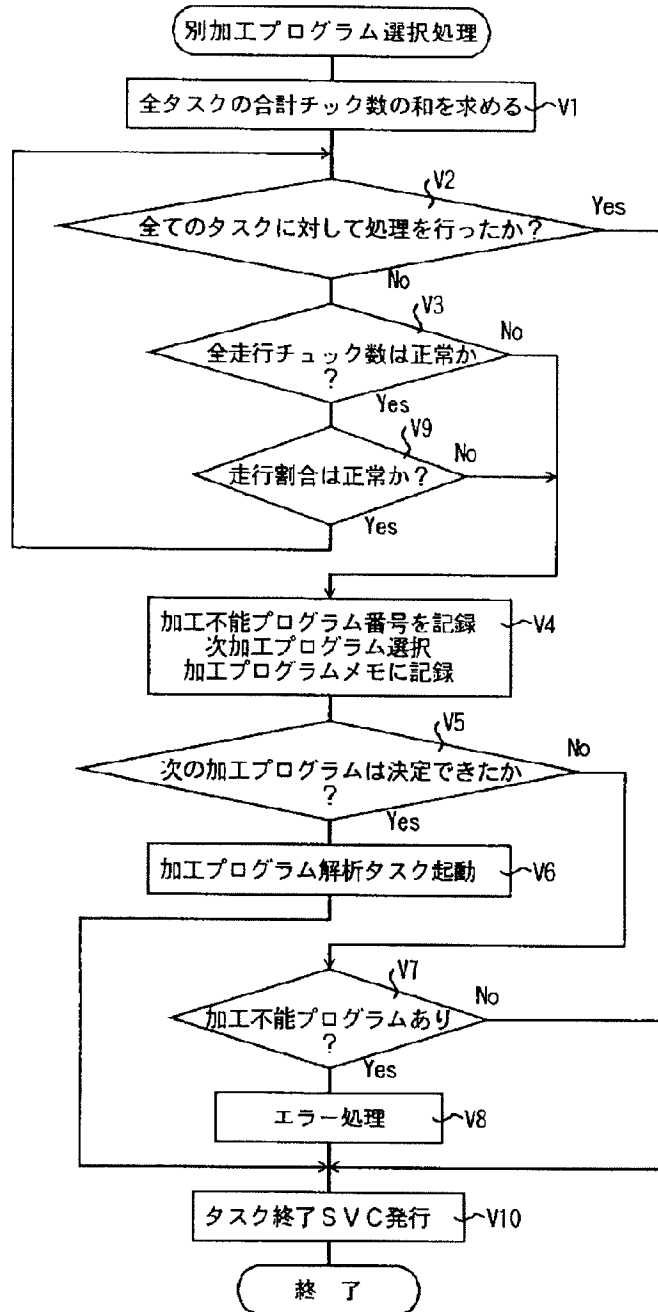 別加工プログラム選択処理
全タスクの合計チック数の和を求める
V1
V2
Yes
全てのタスクに対して処理を行ったか?
No
V3
No
全走行チュック数は正常か
?
Yes
V9
No
走行割合は正常か?
Yes
加工不能プログラム番号を記録
V4
次加工プログラム選択
加工プログラムメモに記録
V5
No
次の加工プログラムは決定できたか
?
Yes
加工プログラム解析タスク起動
V6
V7
No
加工不能プログラムあり
?
Yes
エラー処理
V8
タスク終了SVC発行
V10
終了